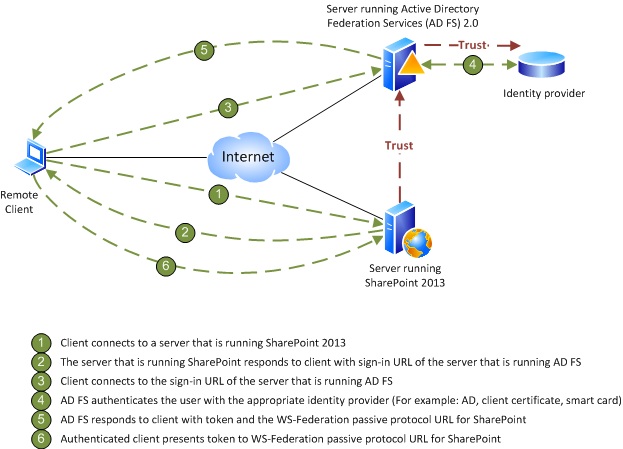 Server running Active Directory
Federation Services (AD FS) 2.0
5
Trust
4
3
Identity provider
Internet
Trust
Remote
Client
1
2
6
Server running
SharePoint 2013
1 Client connects to a server that is running SharePoint 2013
2 The server that is running SharePoint responds to client with sign-in URL of the server that is running AD FS
3 Client connects to the sign-in URL of the server that is running AD FS
4 AD FS authenticates the user with the appropriate identity provider (For example: AD, client certificate, smart card)
5 AD FS responds to client with token and the WS-Federation passive protocol URL for SharePoint
6 Authenticated client presents token to WS-Federation passive protocol URL for SharePoint